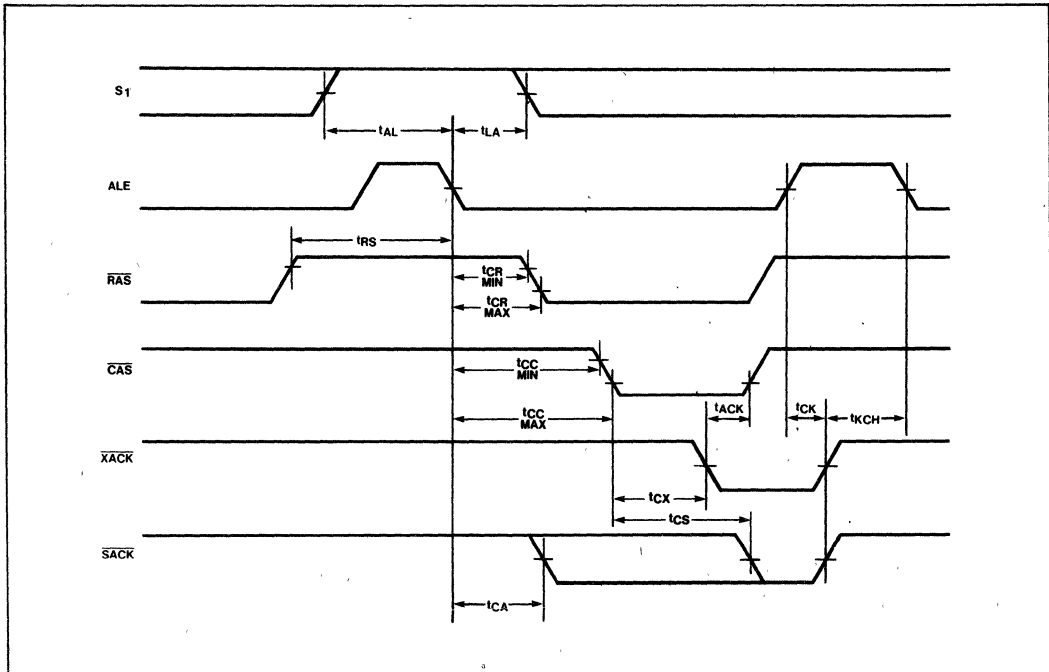 S1
tAL
tLA
ALE
tRS
RAS
tCR
MIN
tCR
MAX
CAS
tCC
MIN
tCC
MAX
tACK
tCK
tKCH
XACK
tCX
tCS
SACK
tCA